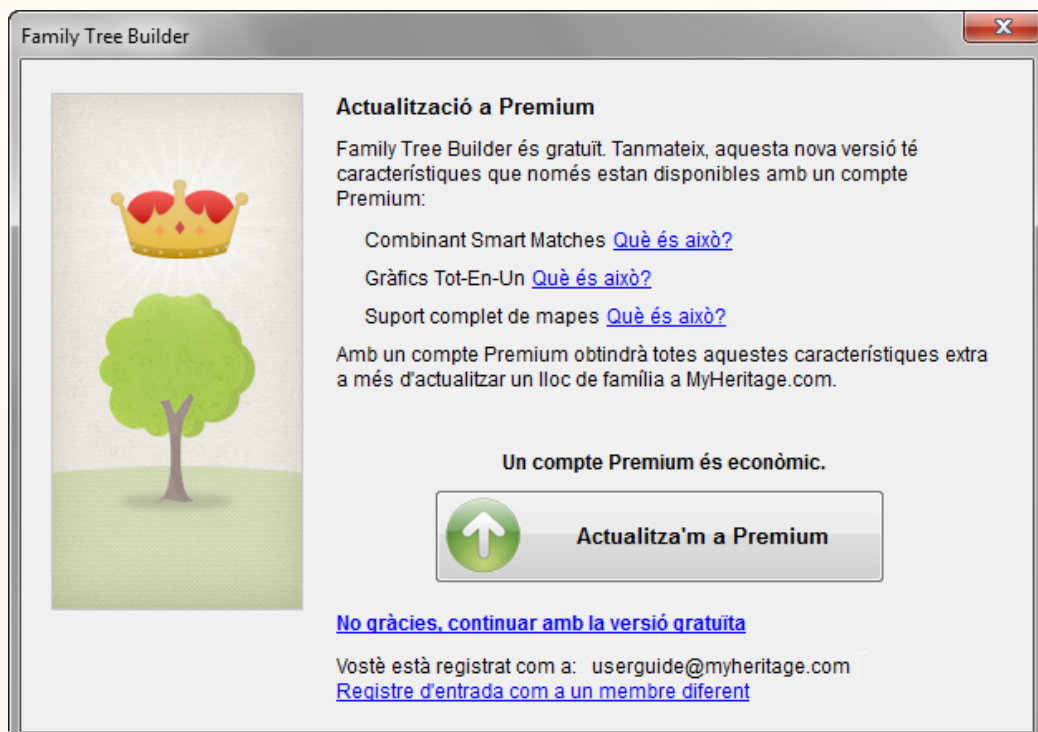 Family Tree Builder
Actualització a Premium
Family Tree Builder és gratuït. Tanmateix, aquesta nova versió té
característiques que només estan disponibles amb un compte
Premium:
Combinant Smart Matches Què és això?
Gràfics Tot-En-Un Què és això?
Suport complet de mapes Què és això?
Amb un compte Premium obtindrà totes aquestes característiques extra
a més d'actualitzar un lloc de família a MyHeritage.com.
Un compte Premium és econòmic.
Actualitza'm a Premium
No gràcies, continuar amb la versió gratuïta
Vostè està registrat com a: userguide@myheritage.com
Registre d'entrada com a un membre diferent